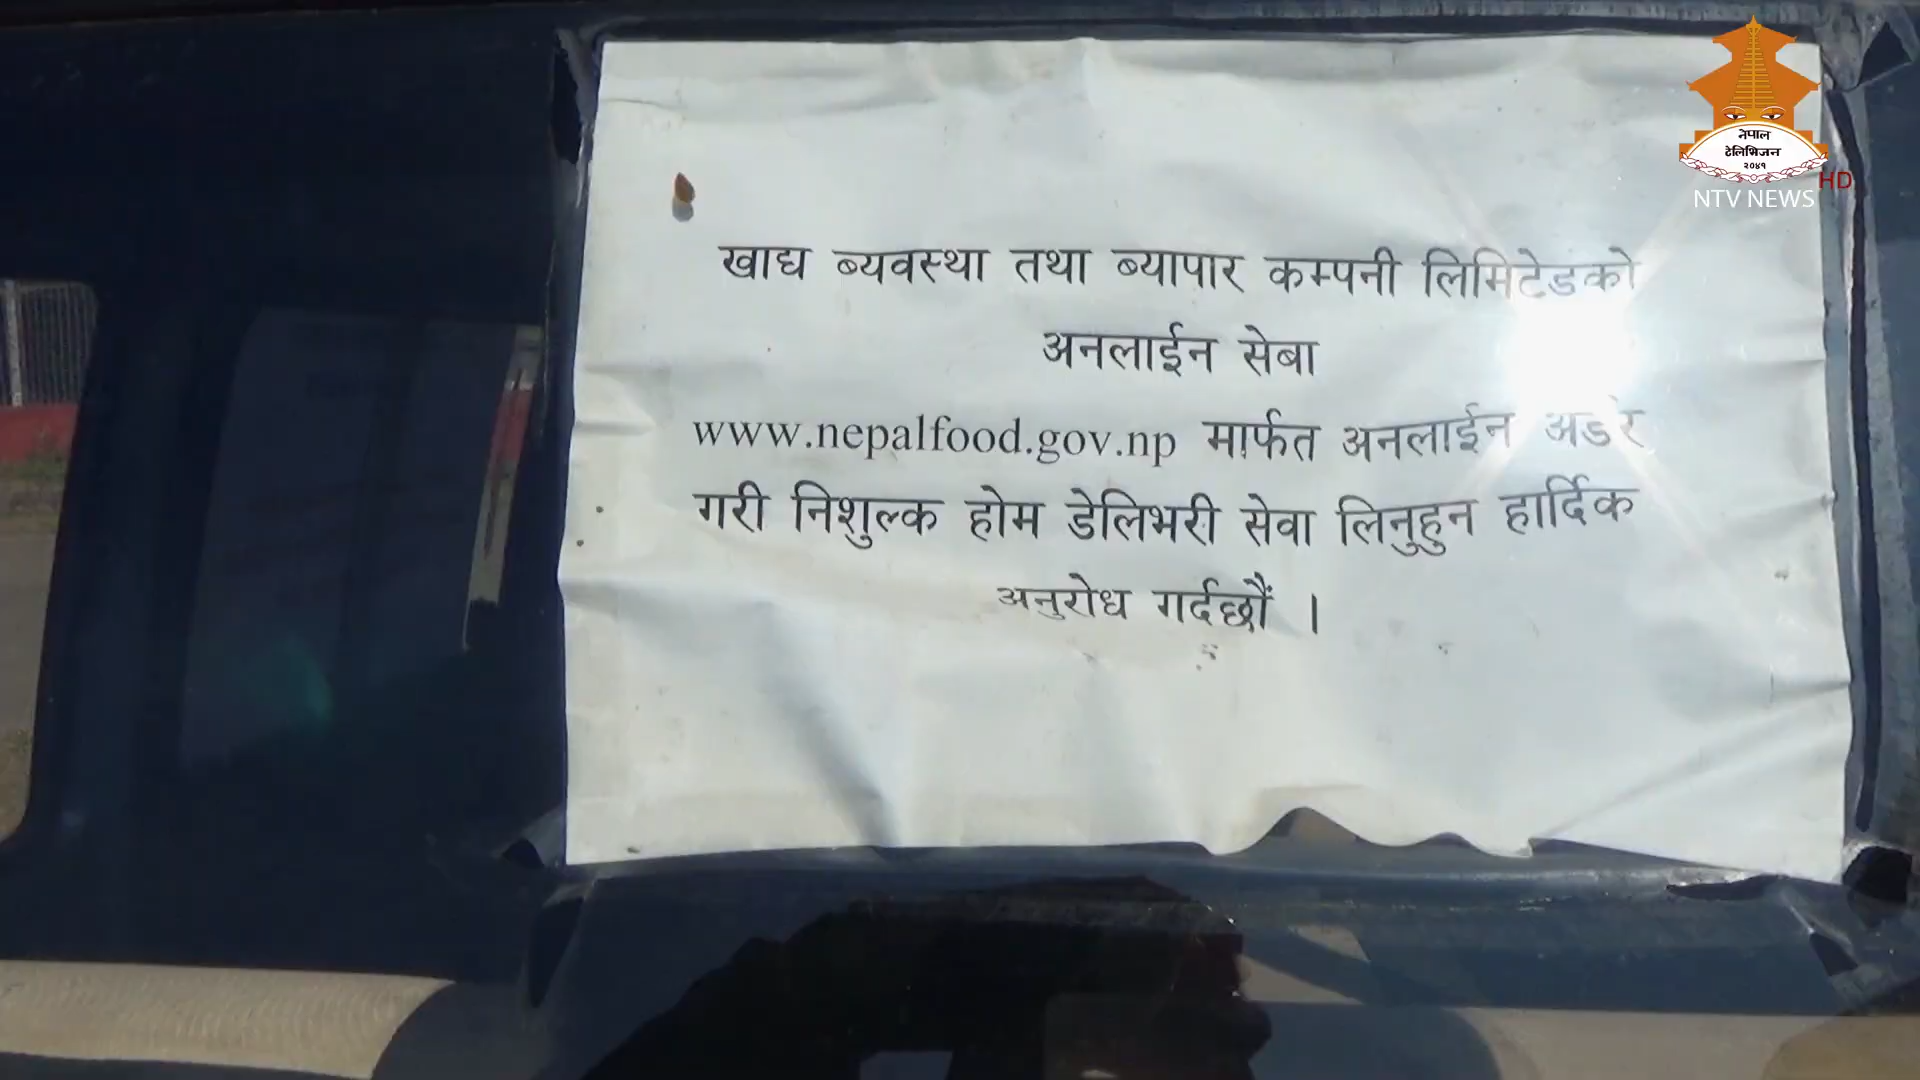 खाद्य ब्यवस्था तथा ब्यापार कम्पनी लिमिटेडको
अनलाईन सेबा
www.nepalfood.gov.np मार्फत अनलाईन अर्डर
गरी निशुल्क होम डेलिभरी सेवा लिनुहुन हार्दिक
अनुरोध गर्दछौं ।
नेपाल
टेलिभिजन
२०४१
HD
NTV NEWS